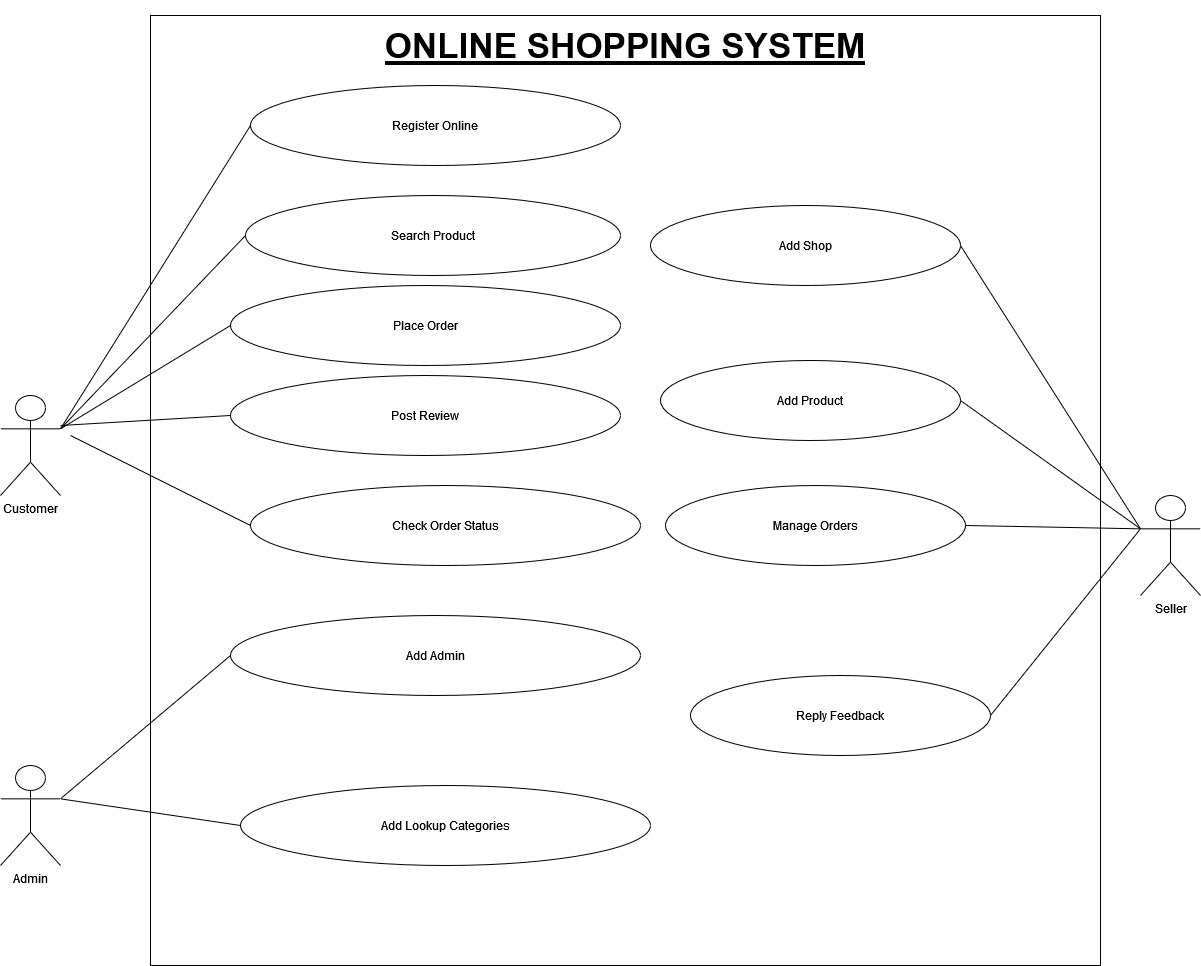 ONLINE SHOPPING SYSTEM
Register Online
Search Product
Add Shop
Place Order
Add Product
Post Review
Customer
Check Order Status
Manage Orders
Seller
Add Admin
Reply Feedback
Add Lookup Categories
Admin